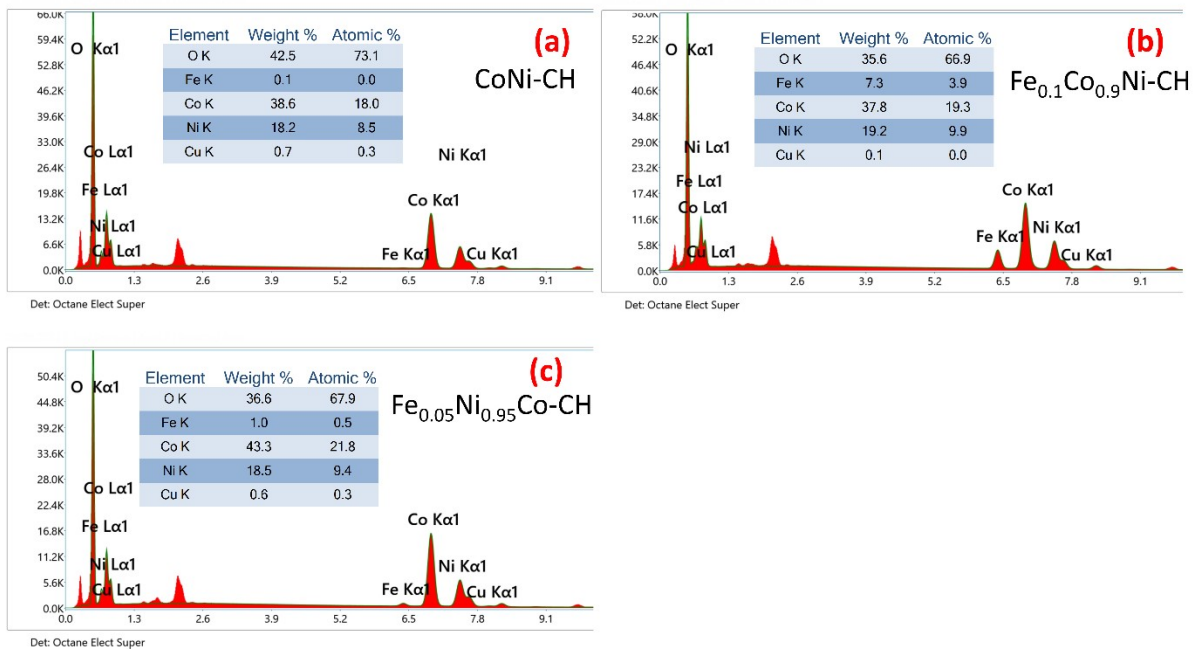 (a)
CoNi-CH
66.0K
59.4K
52.8K
46.2K
39.6K
33.0K
26.4K
19.8K
13.2K
6.6K
0.0K
O Kα1
Co Lα1
Fe Lα1
Ni Lα1
Cu Lα1
Element Weight % Atomic %
O K 42.5 73.1
Fe K 0.1 0.0
Co K 38.6 18.0
Ni K 18.2 8.5
Cu K 0.7 0.3
Ni Kα1
Co Kα1
Fe Kα1
Cu Kα1
0.0 1.3 2.6 3.9 5.2 6.5 7.8 9.1
Det: Octane Elect Super
(b)
Fe0.1Co0.9Ni-CH
58.0K
52.2K
46.4K
40.6K
34.8K
29.0K
23.2K
17.4K
11.6K
5.8K
0.0K
O Kα1
Ni Lα1
Fe Lα1
Co Lα1
Cu Lα1
Element Weight % Atomic %
O K 35.6 66.9
Fe K 7.3 3.9
Co K 37.8 19.3
Ni K 19.2 9.9
Cu K 0.1 0.0
Co Kα1
Ni Kα1
Fe Kα1
Cu Kα1
0.0 1.3 2.6 3.9 5.2 6.5 7.8 9.1
Det: Octane Elect Super
(c)
Fe0.05Ni0.95Co-CH
50.4K
44.8K
39.2K
33.6K
28.0K
22.4K
16.8K
11.2K
5.6K
0.0K
O Kα1
Co Lα1
Fe Lα1
Ni Lα1
Cu Lα1
Element Weight % Atomic %
O K 36.6 67.9
Fe K 1.0 0.5
Co K 43.3 21.8
Ni K 18.5 9.4
Cu K 0.6 0.3
Co Kα1
Ni Kα1
Fe Kα1
Cu Kα1
0.0 1.3 2.6 3.9 5.2 6.5 7.8 9.1
Det: Octane Elect Super